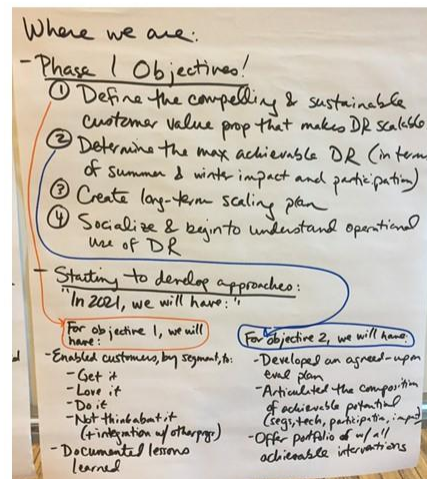 Where we are:
- Phase 1 Objectives!
① Define the compelling & sustainable
customer value prop that makes DR scalable
② Determine the max achievable DR (in terms
of summer & winter impact and participation)
③ Create long-term scaling plan
④ Socialize & begin to understand operational
use of DR
- Starting to develop approaches:
"In 2021, we will have:"
For objective 1, we will
have:
- Enabled customers, by segment, to:
- Get it
- Love it
- Do it
- Not think about it
(+ integration w/ other progs)
- Documented lessons
learned
For objective 2, we will have:
- Developed an agreed-upon
eval plan
- Articulated the composition
of achievable potential
(segs, tech, participation, impact)
- Offer portfolio of w/ all
achievable interventions
d